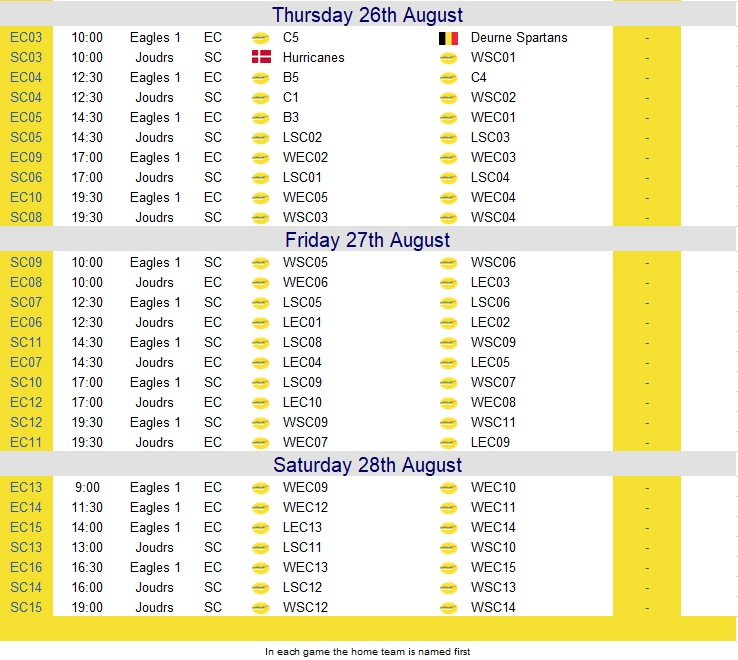 Thursday 26th August
EC03 10:00 Eagles 1 EC C5 Deurne Spartans -
SC03 10:00 Joudrs SC Hurricanes WSC01 -
EC04 12:30 Eagles 1 EC B5 C4 -
SC04 12:30 Joudrs SC C1 WSC02 -
EC05 14:30 Eagles 1 EC B3 WEC01 -
SC05 14:30 Joudrs SC LSC02 LSC03 -
EC09 17:00 Eagles 1 EC WEC02 WEC03 -
SC06 17:00 Joudrs SC LSC01 LSC04 -
EC10 19:30 Eagles 1 EC WEC05 WEC04 -
SC08 19:30 Joudrs SC WSC03 WSC04 -
Friday 27th August
SC09 10:00 Eagles 1 SC WSC05 WSC06 -
EC08 10:00 Joudrs EC WEC06 LEC03 -
SC07 12:30 Eagles 1 SC LSC05 LSC06 -
EC06 12:30 Joudrs EC LEC01 LEC02 -
SC11 14:30 Eagles 1 SC LSC08 WSC09 -
EC07 14:30 Joudrs EC LEC04 LEC05 -
SC10 17:00 Eagles 1 SC LSC09 WSC07 -
EC12 17:00 Joudrs EC LEC10 WEC08 -
SC12 19:30 Eagles 1 SC WSC09 WSC11 -
EC11 19:30 Joudrs EC WEC07 LEC09 -
Saturday 28th August
EC13 9:00 Eagles 1 EC WEC09 WEC10 -
EC14 11:30 Eagles 1 EC WEC12 WEC11 -
EC15 14:00 Eagles 1 EC LEC13 WEC14 -
SC13 13:00 Joudrs SC LSC11 WSC10 -
EC16 16:30 Eagles 1 EC WEC13 WEC15 -
SC14 16:00 Joudrs SC LSC12 WSC13 -
SC15 19:00 Joudrs SC WSC12 WSC14 -
In each game the home team is named first